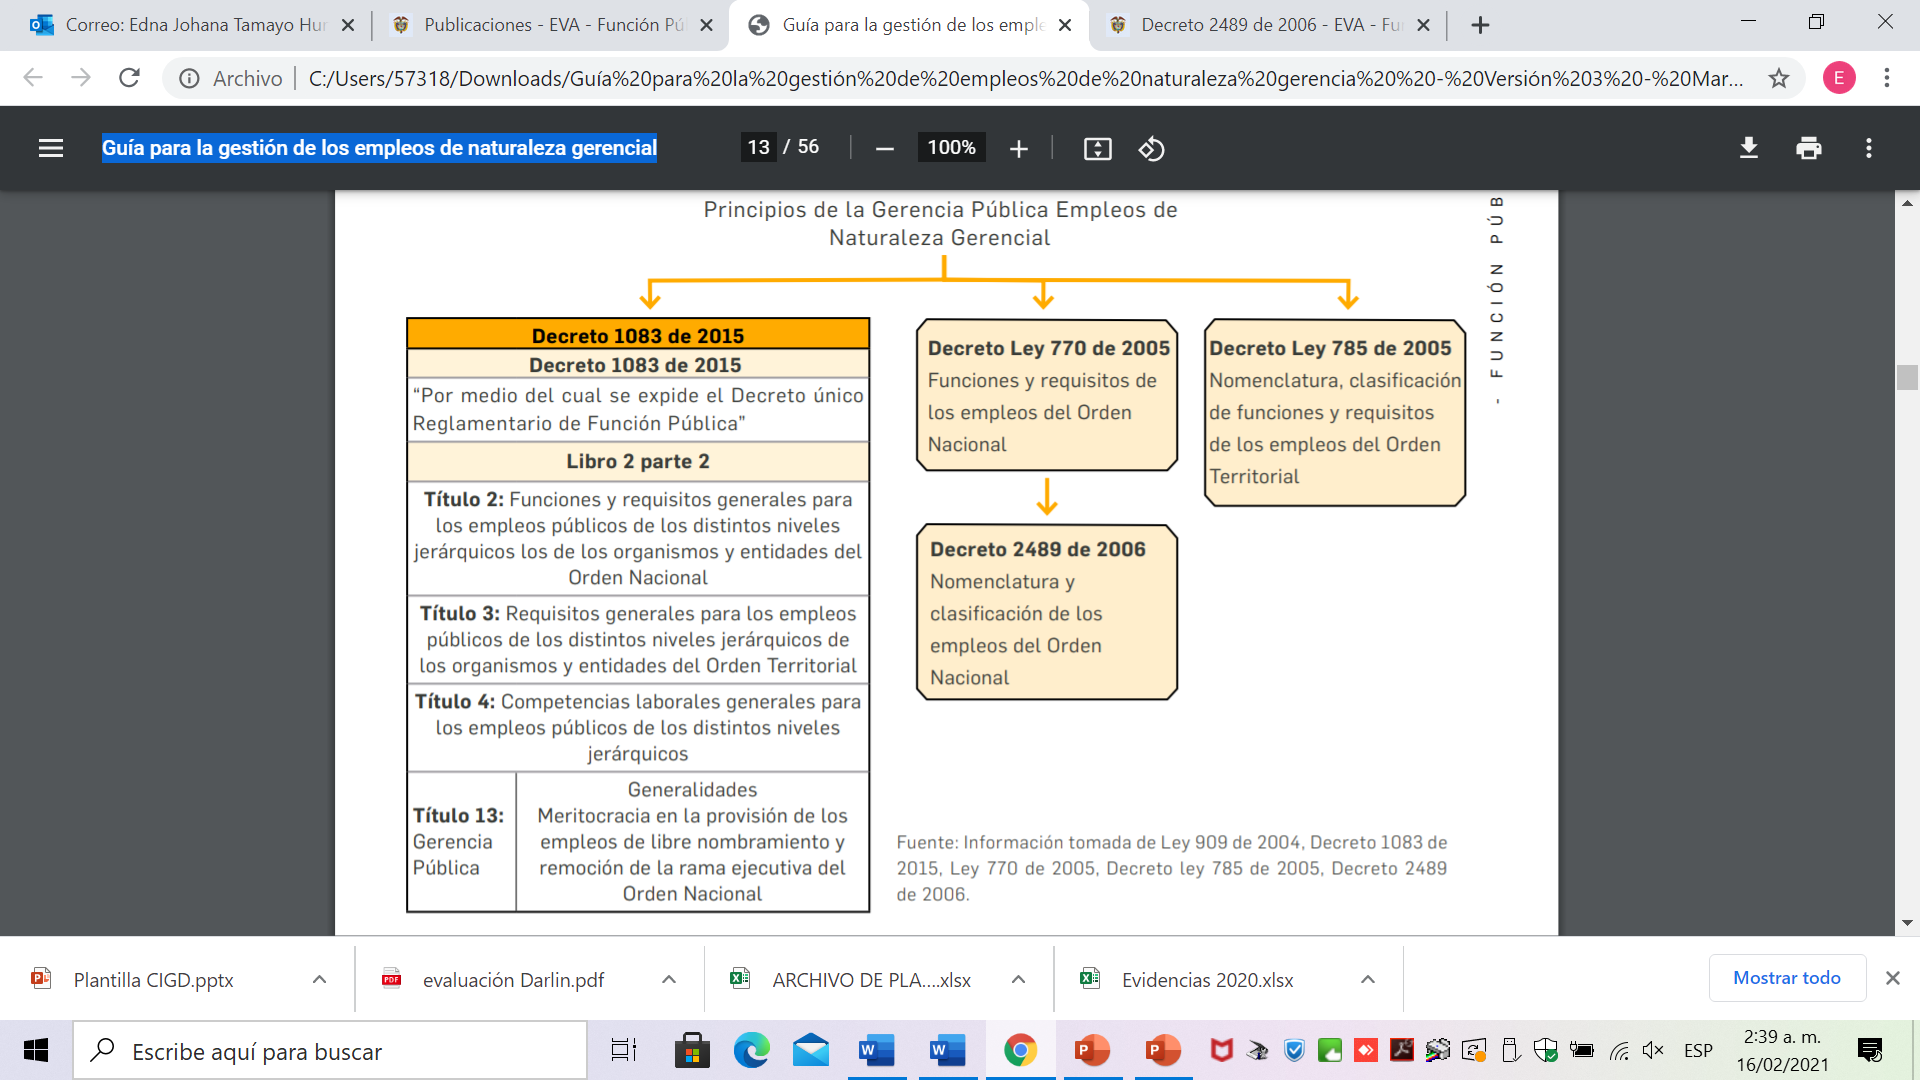 Correo: Edna Johana Tamayo Hur
Publicaciones - EVA - Función Pú
Guía para la gestión de los emple
Decreto 2489 de 2006 - EVA - Fu
Archivo
C:/Users/57318/Downloads/Guía%20para%20la%20gestión%20de%20empleos%20de%20naturaleza%20gerencia%20%20-%20Versión%203%20-%20Mar...
E
Guía para la gestión de los empleos de naturaleza gerencial
13 / 56
100%
Principios de la Gerencia Pública Empleos de
Naturaleza Gerencial
- FUNCIÓN PÚB
Decreto 1083 de 2015
Decreto 1083 de 2015
“Por medio del cual se expide el Decreto único
Reglamentario de Función Pública”
Libro 2 parte 2
Título 2: Funciones y requisitos generales para
los empleos públicos de los distintos niveles
jerárquicos los de los organismos y entidades del
Orden Nacional
Título 3: Requisitos generales para los empleos
públicos de los distintos niveles jerárquicos de
los organismos y entidades del Orden Territorial
Título 4: Competencias laborales generales para
los empleos públicos de los distintos niveles
jerárquicos
Título 13:
Gerencia
Pública
Generalidades
Meritocracia en la provisión de los
empleos de libre nombramiento y
remoción de la rama ejecutiva del
Orden Nacional
Decreto Ley 770 de 2005
Funciones y requisitos de
los empleos del Orden
Nacional
Decreto 2489 de 2006
Nomenclatura y
clasificación de los
empleos del Orden
Nacional
Decreto Ley 785 de 2005
Nomenclatura, clasificación
de funciones y requisitos
de los empleos del Orden
Territorial
Fuente: Información tomada de Ley 909 de 2004, Decreto 1083 de
2015, Ley 770 de 2005, Decreto ley 785 de 2005, Decreto 2489
de 2006.
Plantilla CIGD.pptx
evaluación Darlin.pdf
ARCHIVO DE PLA....xlsx
Evidencias 2020.xlsx
Mostrar todo
Escribe aquí para buscar
ESP
2:39 a. m.
16/02/2021